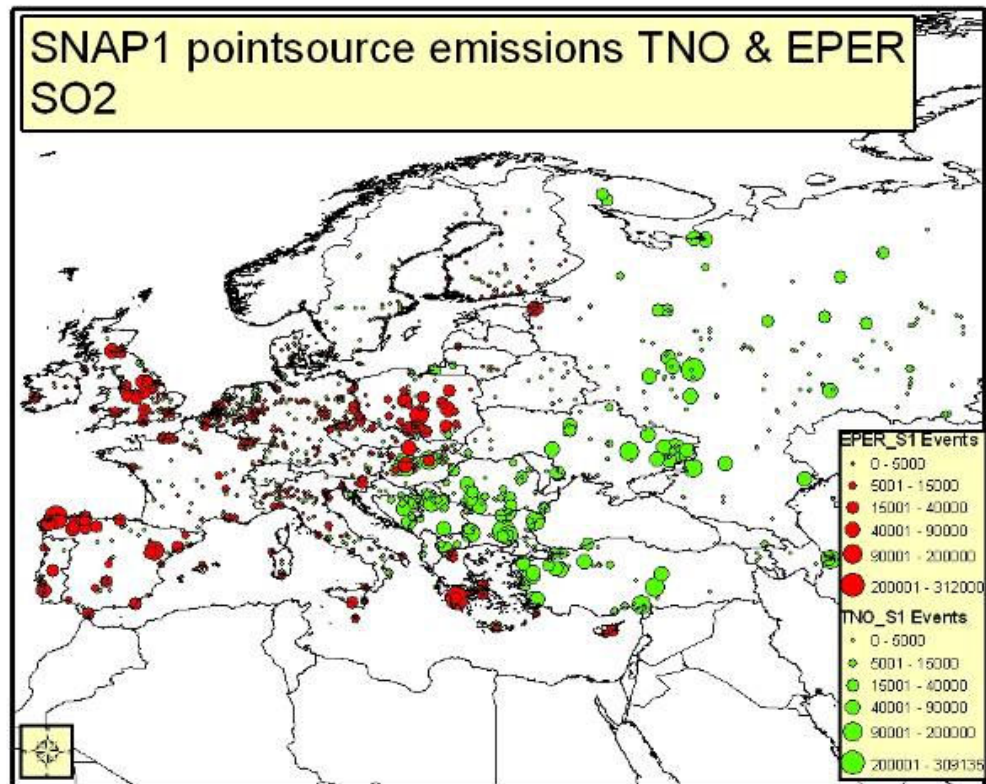 SNAP1 pointsource emissions TNO & EPER
SO2
EPER_S1 Events
0 - 5000
5001 - 15000
15001 - 40000
40001 - 90000
90001 - 200000
200001 - 312000
TNO_S1 Events
0 - 5000
5001 - 15000
15001 - 40000
40001 - 90000
90001 - 200000
200001 - 309135